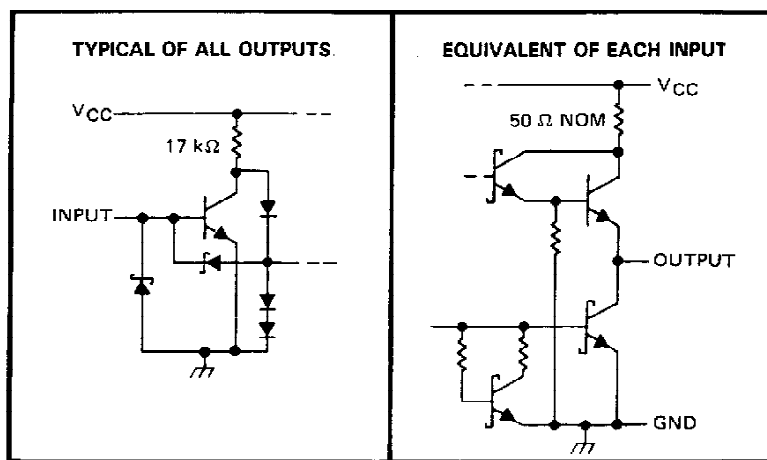 TYPICAL OF ALL OUTPUTS
EQUIVALENT OF EACH INPUT
VCC
17 kΩ
INPUT
VCC
50 Ω NOM
OUTPUT
GND